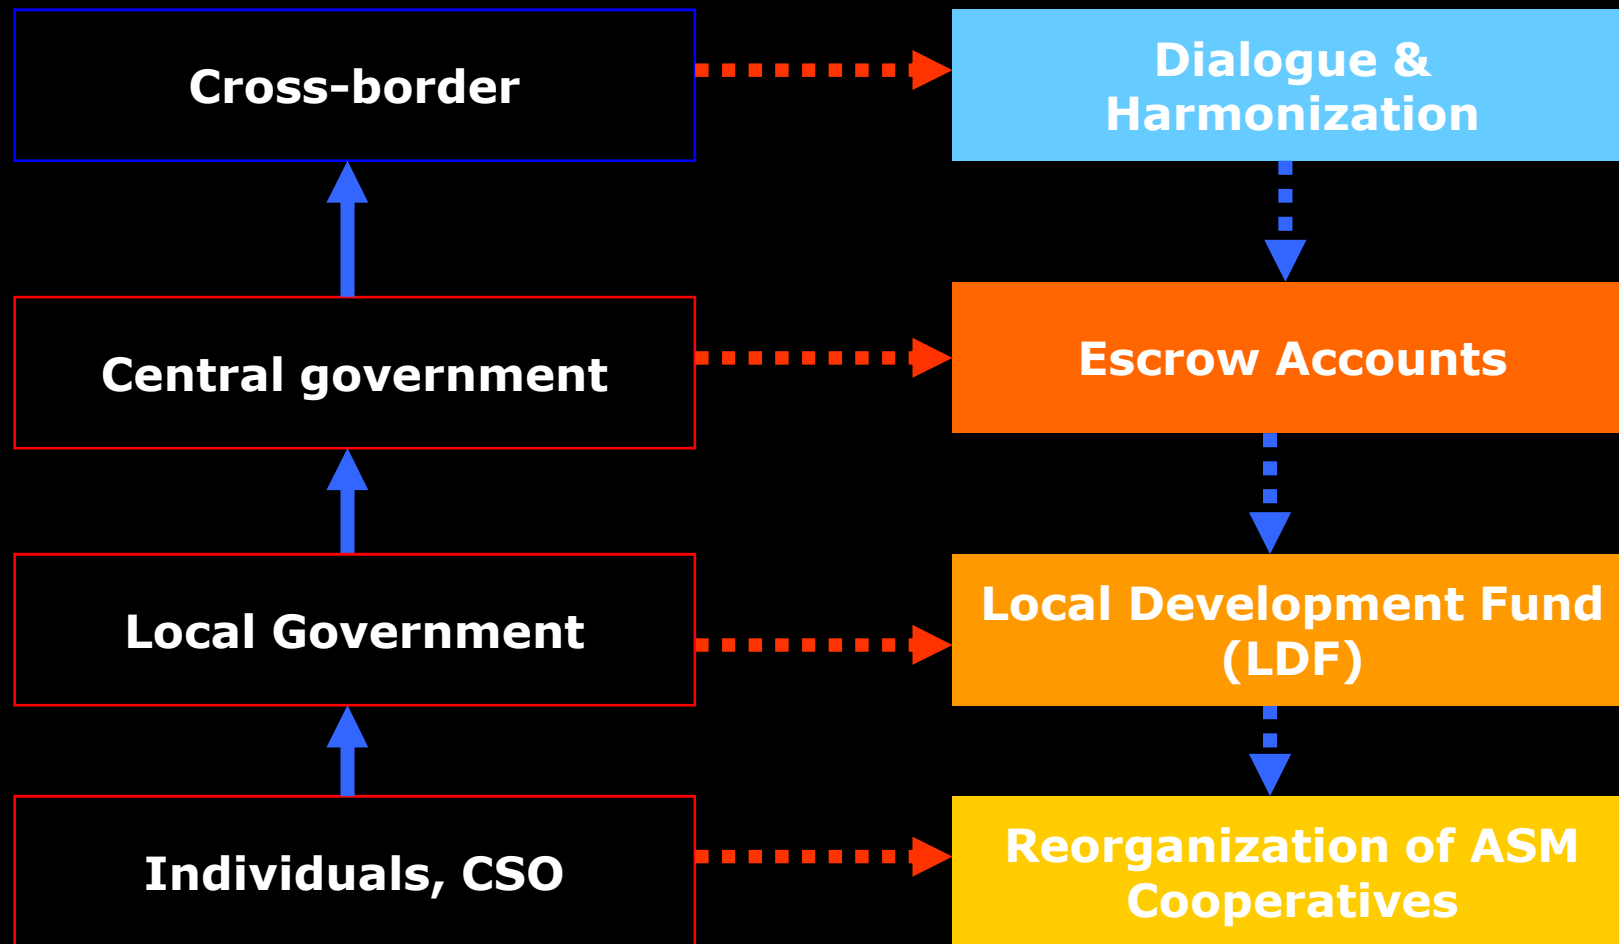 Cross-border
Dialogue &
Harmonization
Central government
Escrow Accounts
Local Government
Local Development Fund
(LDF)
Individuals, CSO
Reorganization of ASM
Cooperatives